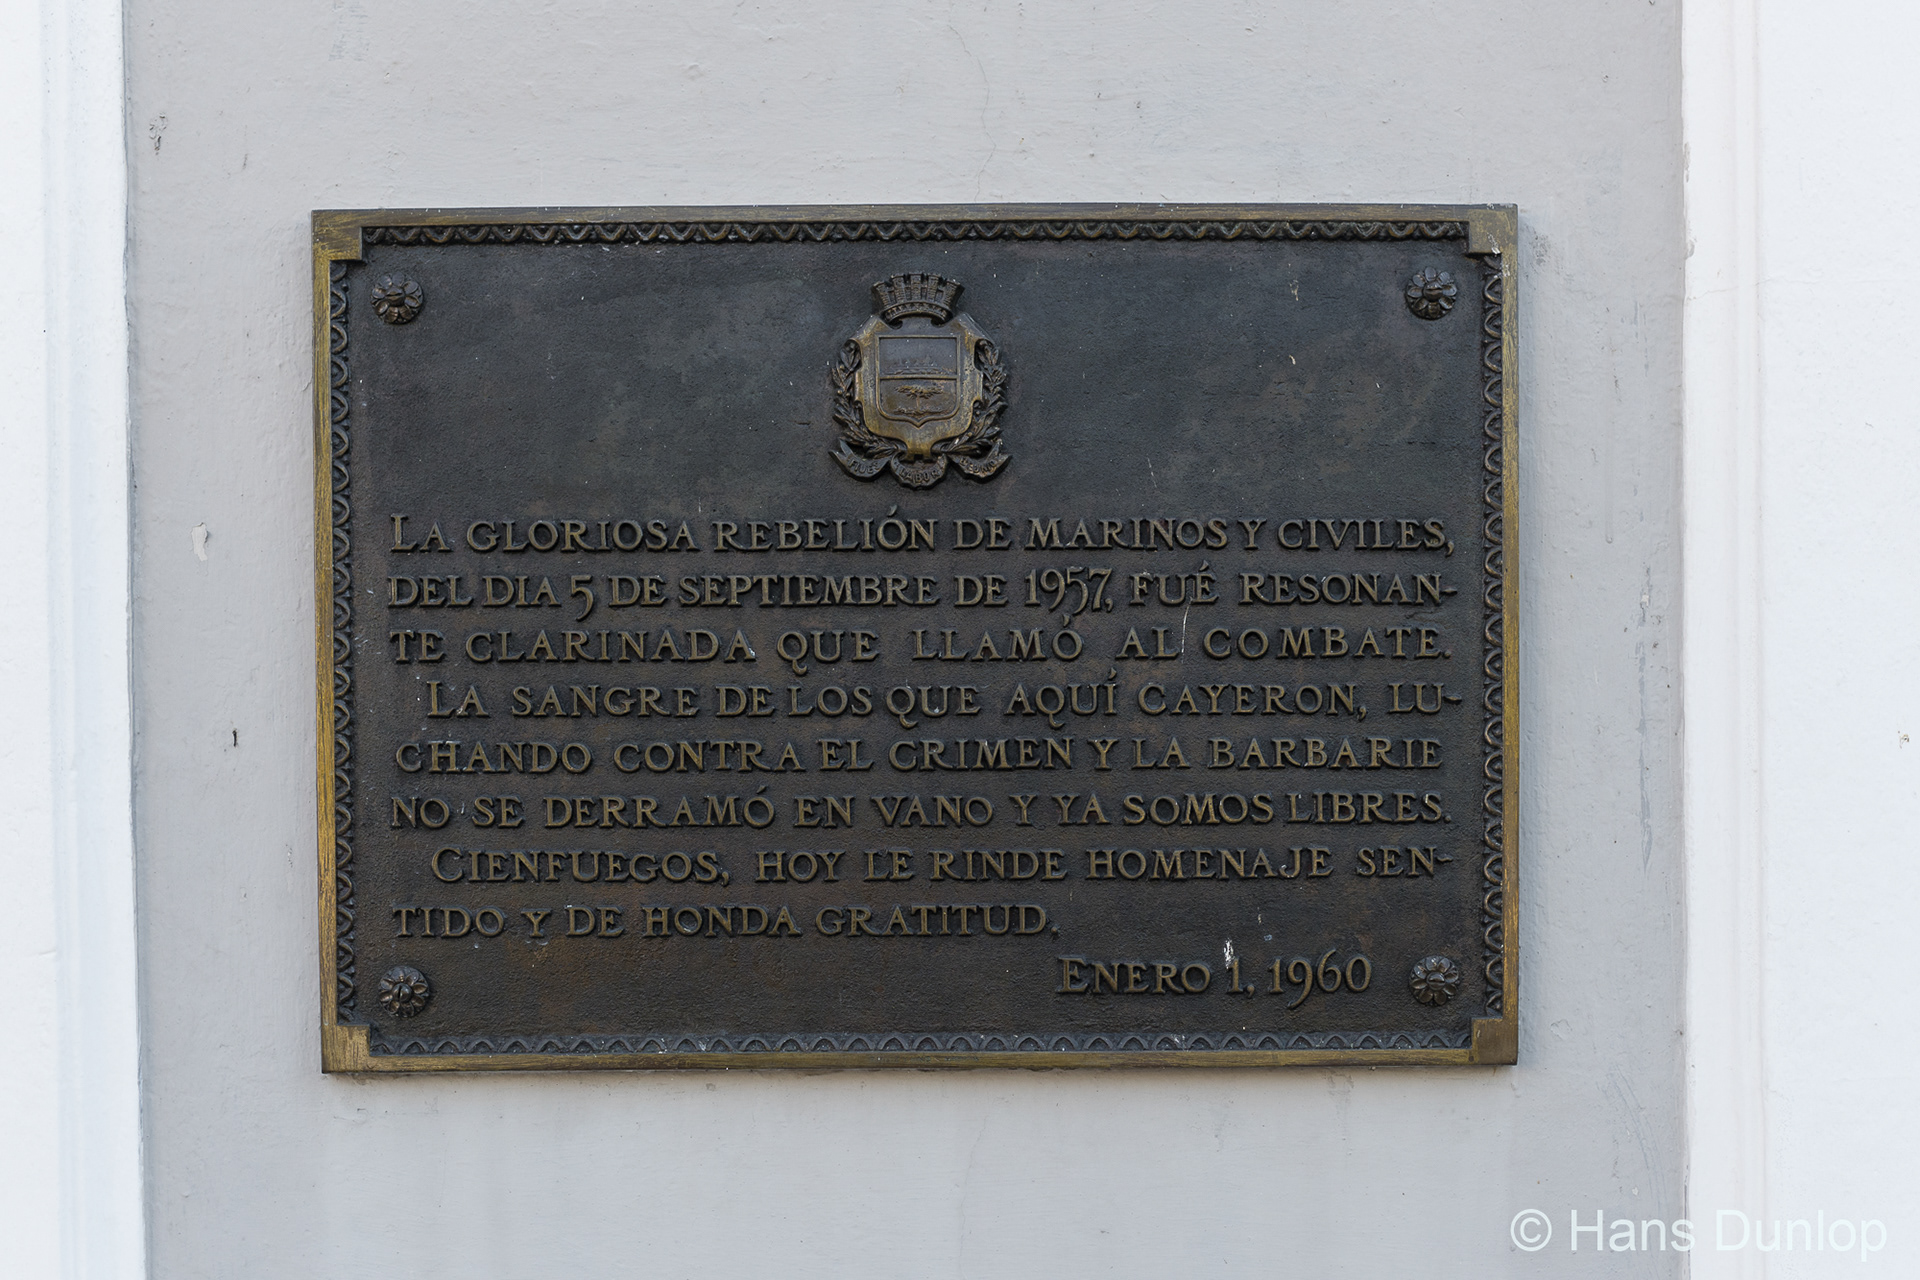 LA GLORIOSA REBELIÓN DE MARINOS Y CIVILES,
DEL DIA 5 DE SEPTIEMBRE DE 1957, FUÉ RESONAN-
TE CLARINADA QUE LLAMÓ AL COMBATE.
LA SANGRE DE LOS QUE AQUÍ CAYERON, LU-
CHANDO CONTRA EL CRIMEN Y LA BARBARIE
NO SE DERRAMÓ EN VANO Y YA SOMOS LIBRES.
CIENFUEGOS, HOY LE RINDE HOMENAJE SEN-
TIDO Y DE HONDA GRATITUD.
ENERO 1, 1960
© Hans Dunlop